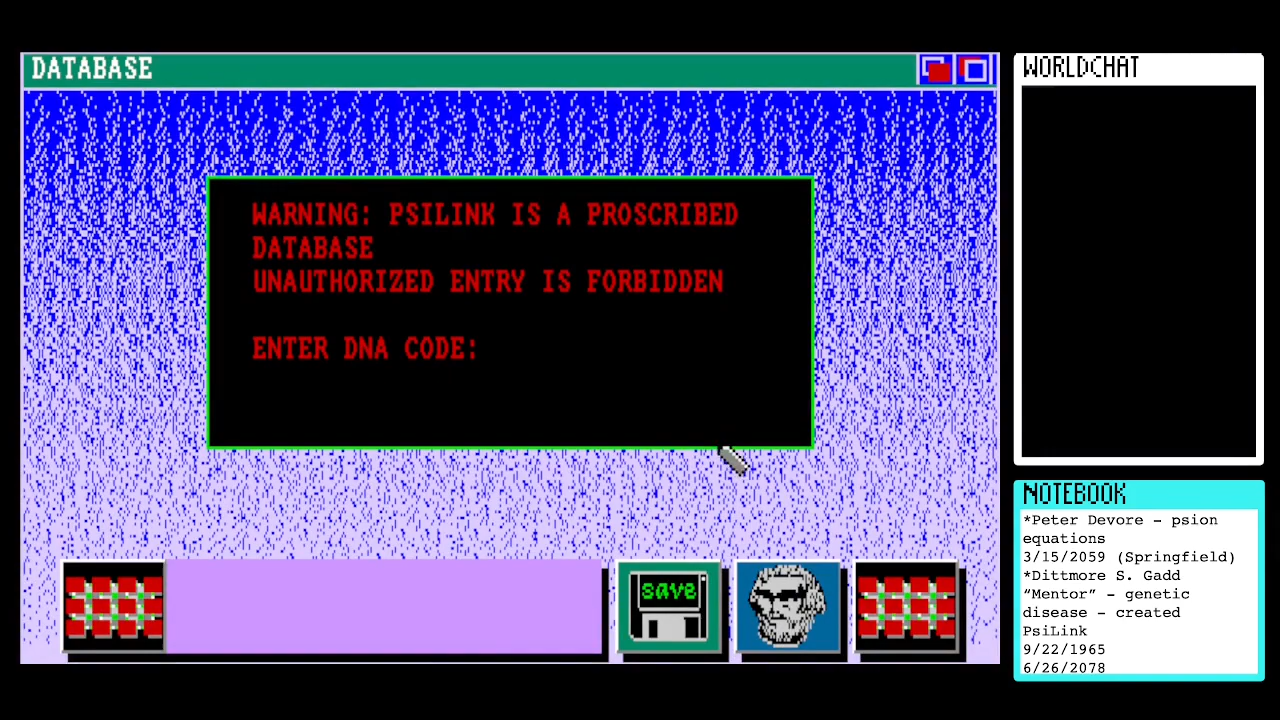 DATABASE
WARNING: PSILINK IS A PROSCRIBED
DATABASE
UNAUTHORIZED ENTRY IS FORBIDDEN
ENTER DNA CODE:
save
WORLDCHAT
NOTEBOOK
*Peter Devore – psion
equations
3/15/2059 (Springfield)
*Dittmore S. Gadd
“Mentor” – genetic
disease – created
PsiLink
9/22/1965
6/26/2078